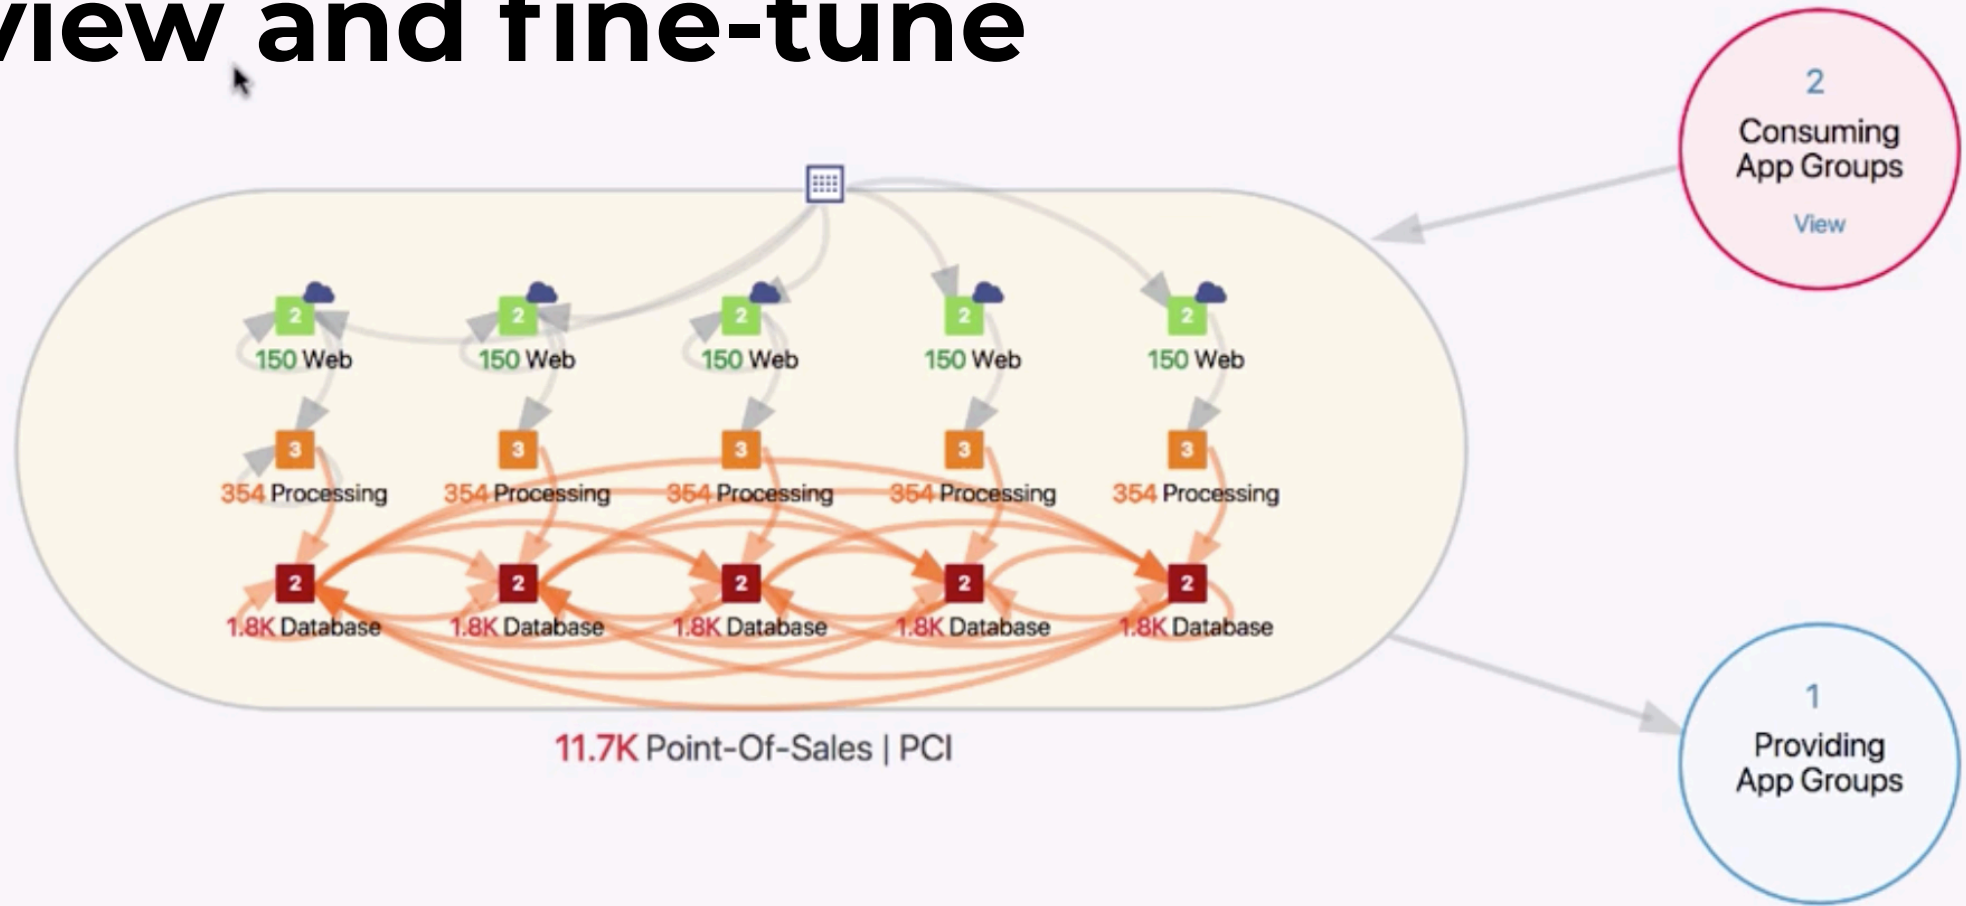 view and fine-tune
2
Consuming
App Groups
View
2 2 2 2 2
150 Web 150 Web 150 Web 150 Web 150 Web
3 3 3 3 3
354 Processing 354 Processing 354 Processing 354 Processing 354 Processing
2 2 2 2 2
1.8K Database 1.8K Database 1.8K Database 1.8K Database 1.8K Database
11.7K Point-Of-Sales | PCI
1
Providing
App Groups